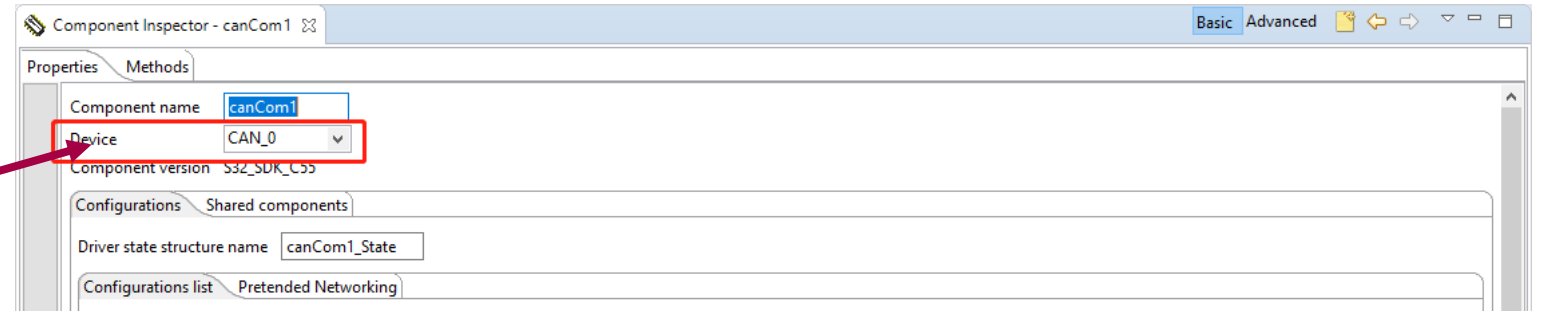 Component Inspector - canCom1
Basic Advanced
Properties Methods
Component name canCom1
Device CAN_0
Component version S32_SDK_C55
Configurations Shared components
Driver state structure name canCom1_State
Configurations list Pretended Networking